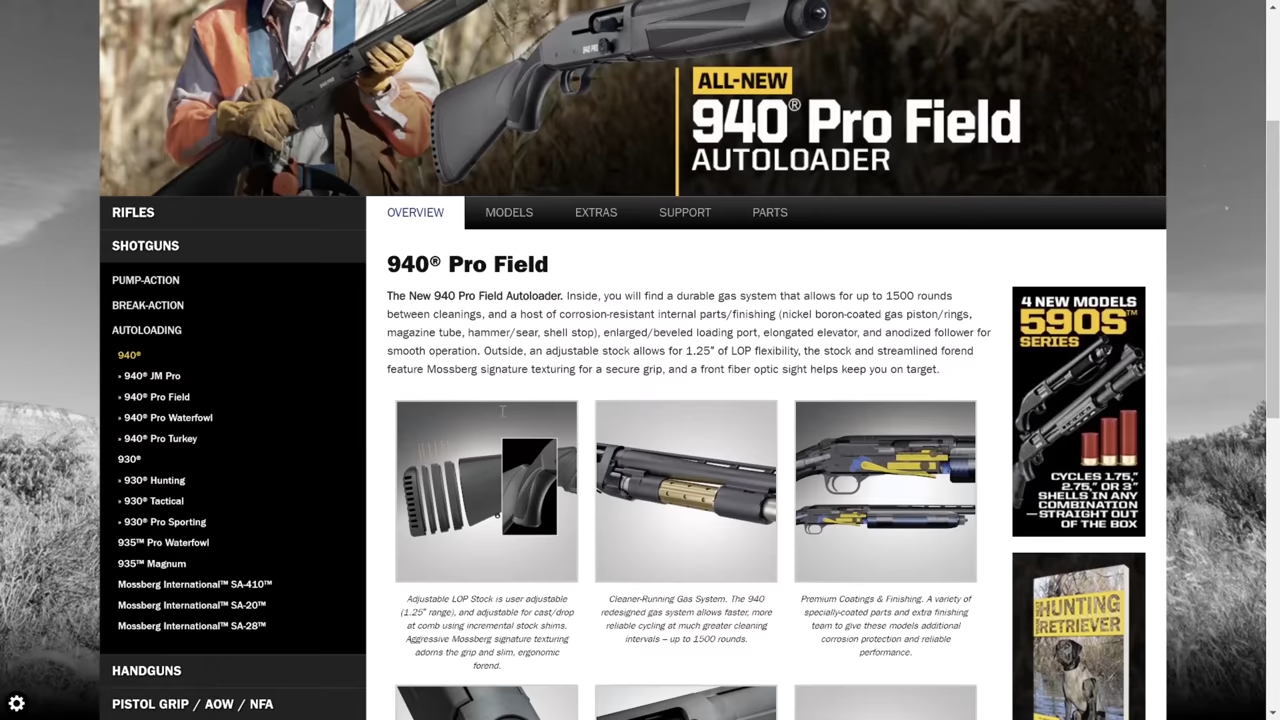 ALL-NEW
940® Pro Field
AUTOLOADER
RIFLES
SHOTGUNS
PUMP-ACTION
BREAK-ACTION
AUTOLOADING
940®
» 940® JM Pro
» 940® Pro Field
» 940® Pro Waterfowl
» 940® Pro Turkey
930®
» 930® Hunting
» 930® Tactical
» 930® Pro Sporting
935™ Pro Waterfowl
935™ Magnum
Mossberg International™ SA-410™
Mossberg International™ SA-20™
Mossberg International™ SA-28™
HANDGUNS
PISTOL GRIP / AOW / NFA
OVERVIEW
MODELS
EXTRAS
SUPPORT
PARTS
940® Pro Field
The New 940 Pro Field Autoloader. Inside, you will find a durable gas system that allows for up to 1500 rounds
between cleanings, and a host of corrosion-resistant internal parts/finishing (nickel boron-coated gas piston/rings,
magazine tube, hammer/sear, shell stop), enlarged/beveled loading port, elongated elevator, and anodized follower for
smooth operation. Outside, an adjustable stock allows for 1.25" of LOP flexibility, the stock and streamlined forend
feature Mossberg signature texturing for a secure grip, and a front fiber optic sight helps keep you on target.
Adjustable LOP Stock is user adjustable
(1.25" range), and adjustable for cast/drop
at comb using incremental stock shims.
Aggressive Mossberg signature texturing
adorns the grip and slim, ergonomic
forend.
Cleaner-Running Gas System. The 940
redesigned gas system allows faster, more
reliable cycling at much greater cleaning
intervals – up to 1500 rounds.
Premium Coatings & Finishing. A variety of
specially-coated parts and extra finishing
team to give these models additional
corrosion protection and reliable
performance.
4 NEW MODELS
590S™
SERIES
CYCLES 1.75,"
2.75," OR 3"
SHELLS IN ANY
COMBINATION
—STRAIGHT OUT
OF THE BOX
HUNTING
RETRIEVER